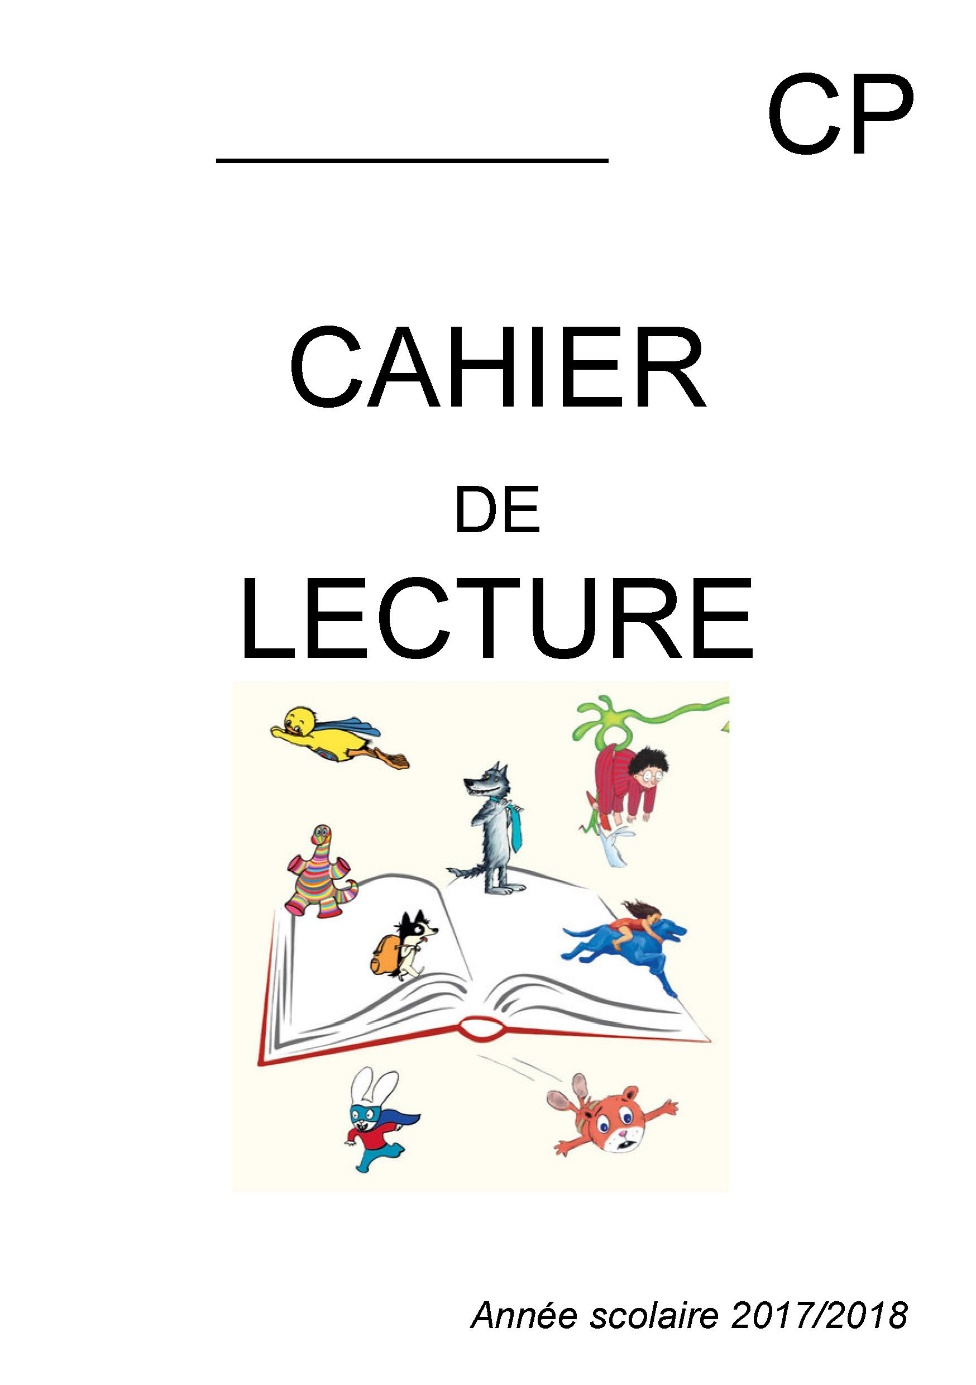 CP
CAHIER
DE
LECTURE
Année scolaire 2017/2018